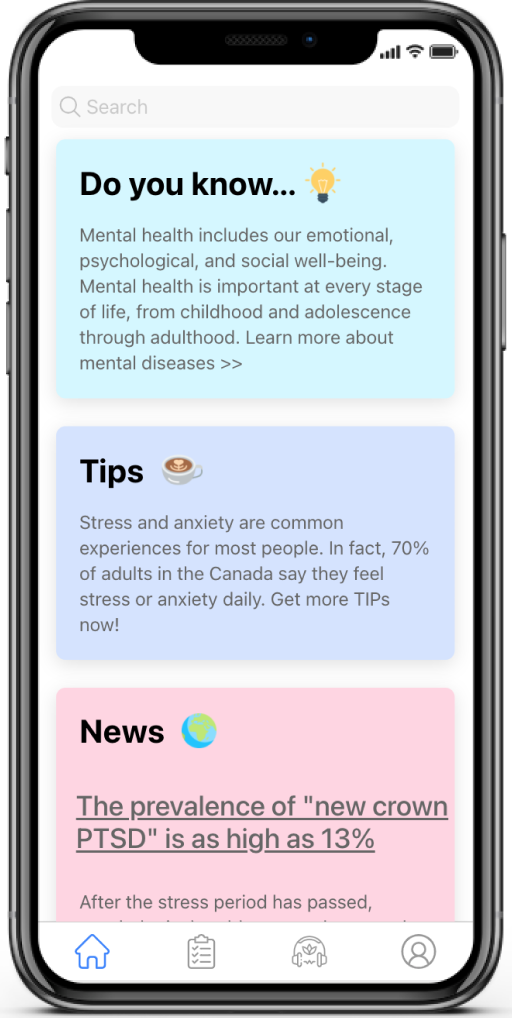 Search
Do you know...
Mental health includes our emotional,
psychological, and social well-being.
Mental health is important at every stage
of life, from childhood and adolescence
through adulthood. Learn more about
mental diseases >>
Tips
Stress and anxiety are common
experiences for most people. In fact, 70%
of adults in the Canada say they feel
stress or anxiety daily. Get more TIPs
now!
News
The prevalence of "new crown
PTSD" is as high as 13%
After the stress period has passed,